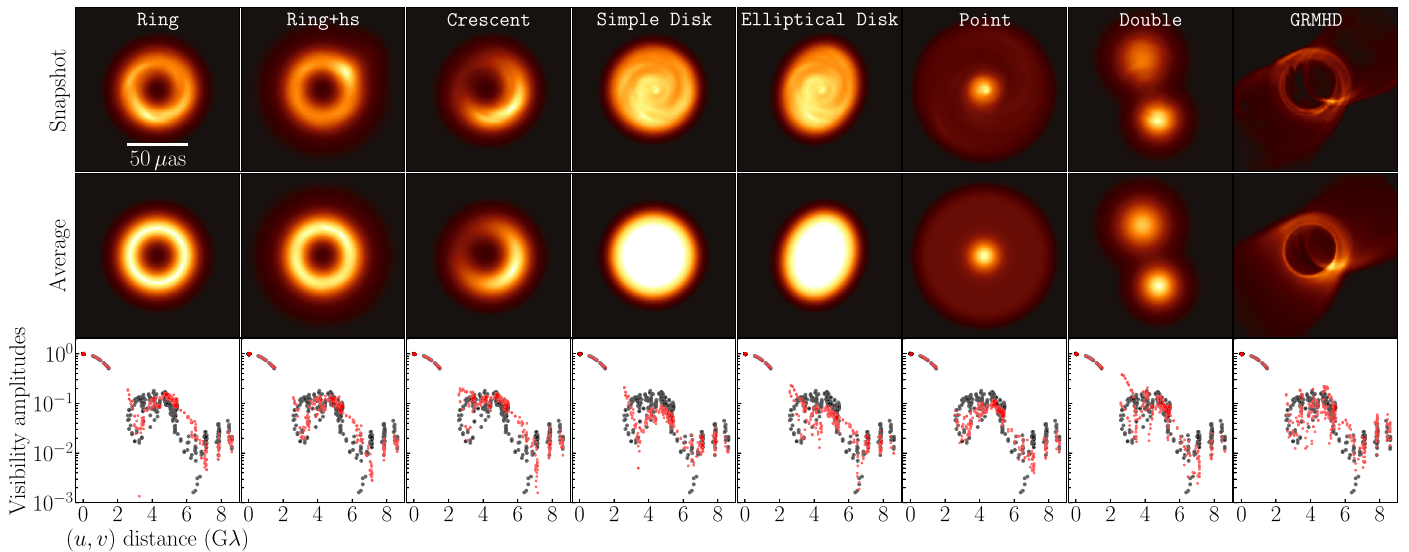 Ring Ring+hs Crescent Simple Disk Elliptical Disk Point Double GRMHD
Snapshot
50 μas
Average
Visibility amplitudes
10⁰
10⁻¹
10⁻²
10⁻³
0 2 4 6 8 0 2 4 6 8 0 2 4 6 8 0 2 4 6 8 0 2 4 6 8 0 2 4 6 8 0 2 4 6 8 0 2 4 6 8
(u, v) distance (Gλ)